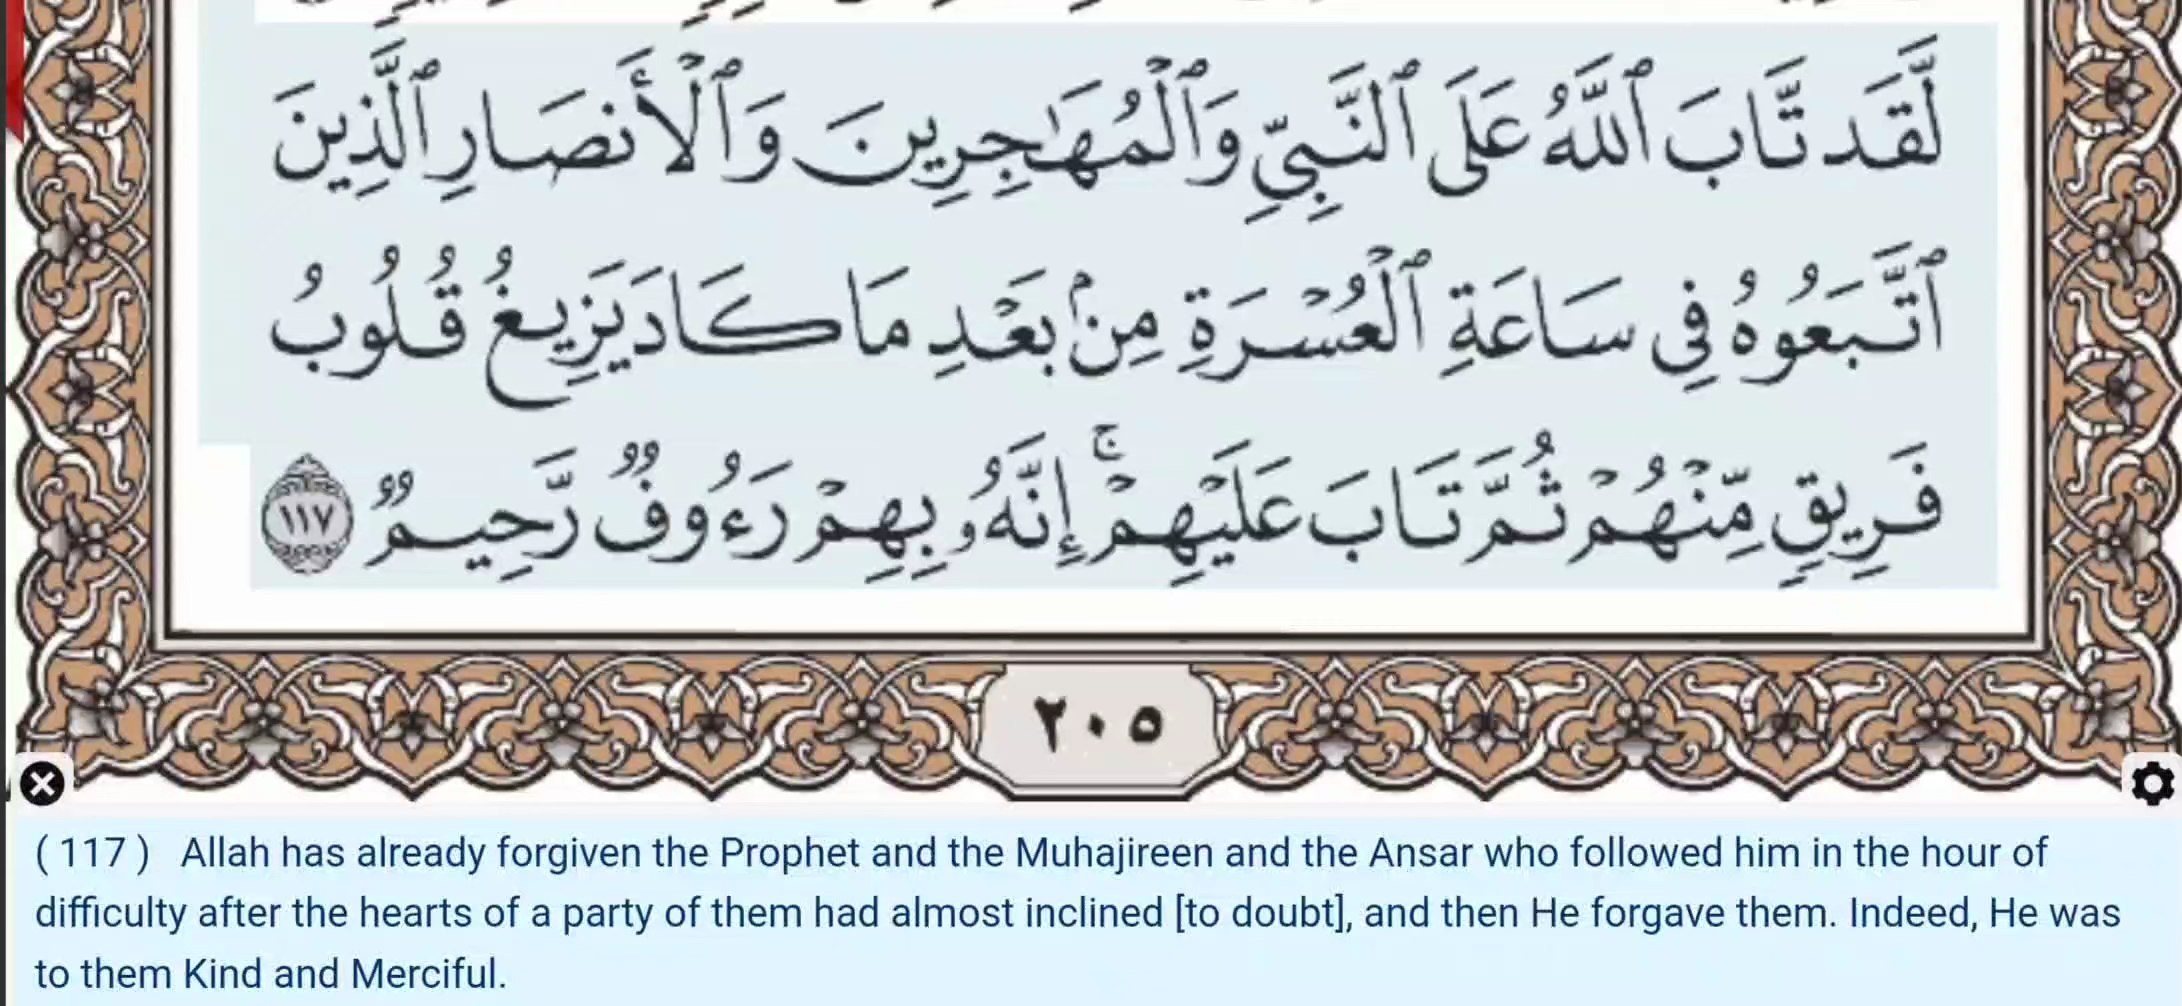 لَّقَد تَّابَ ٱللَّهُ عَلَى ٱلنَّبِيِّ وَٱلْمُهَٰجِرِينَ وَٱلْأَنصَارِ ٱلَّذِينَ
ٱتَّبَعُوهُ فِى سَاعَةِ ٱلْعُسْرَةِ مِنۢ بَعْدِ مَا كَادَ يَزِيغُ قُلُوبُ
فَرِيقٍ مِّنْهُمْ ثُمَّ تَابَ عَلَيْهِمْ ۚ إِنَّهُۥ بِهِمْ رَءُوفٌ رَّحِيمٌ ١١٧
٢٠٥
( 117 ) Allah has already forgiven the Prophet and the Muhajireen and the Ansar who followed him in the hour of
difficulty after the hearts of a party of them had almost inclined [to doubt], and then He forgave them. Indeed, He was
to them Kind and Merciful.